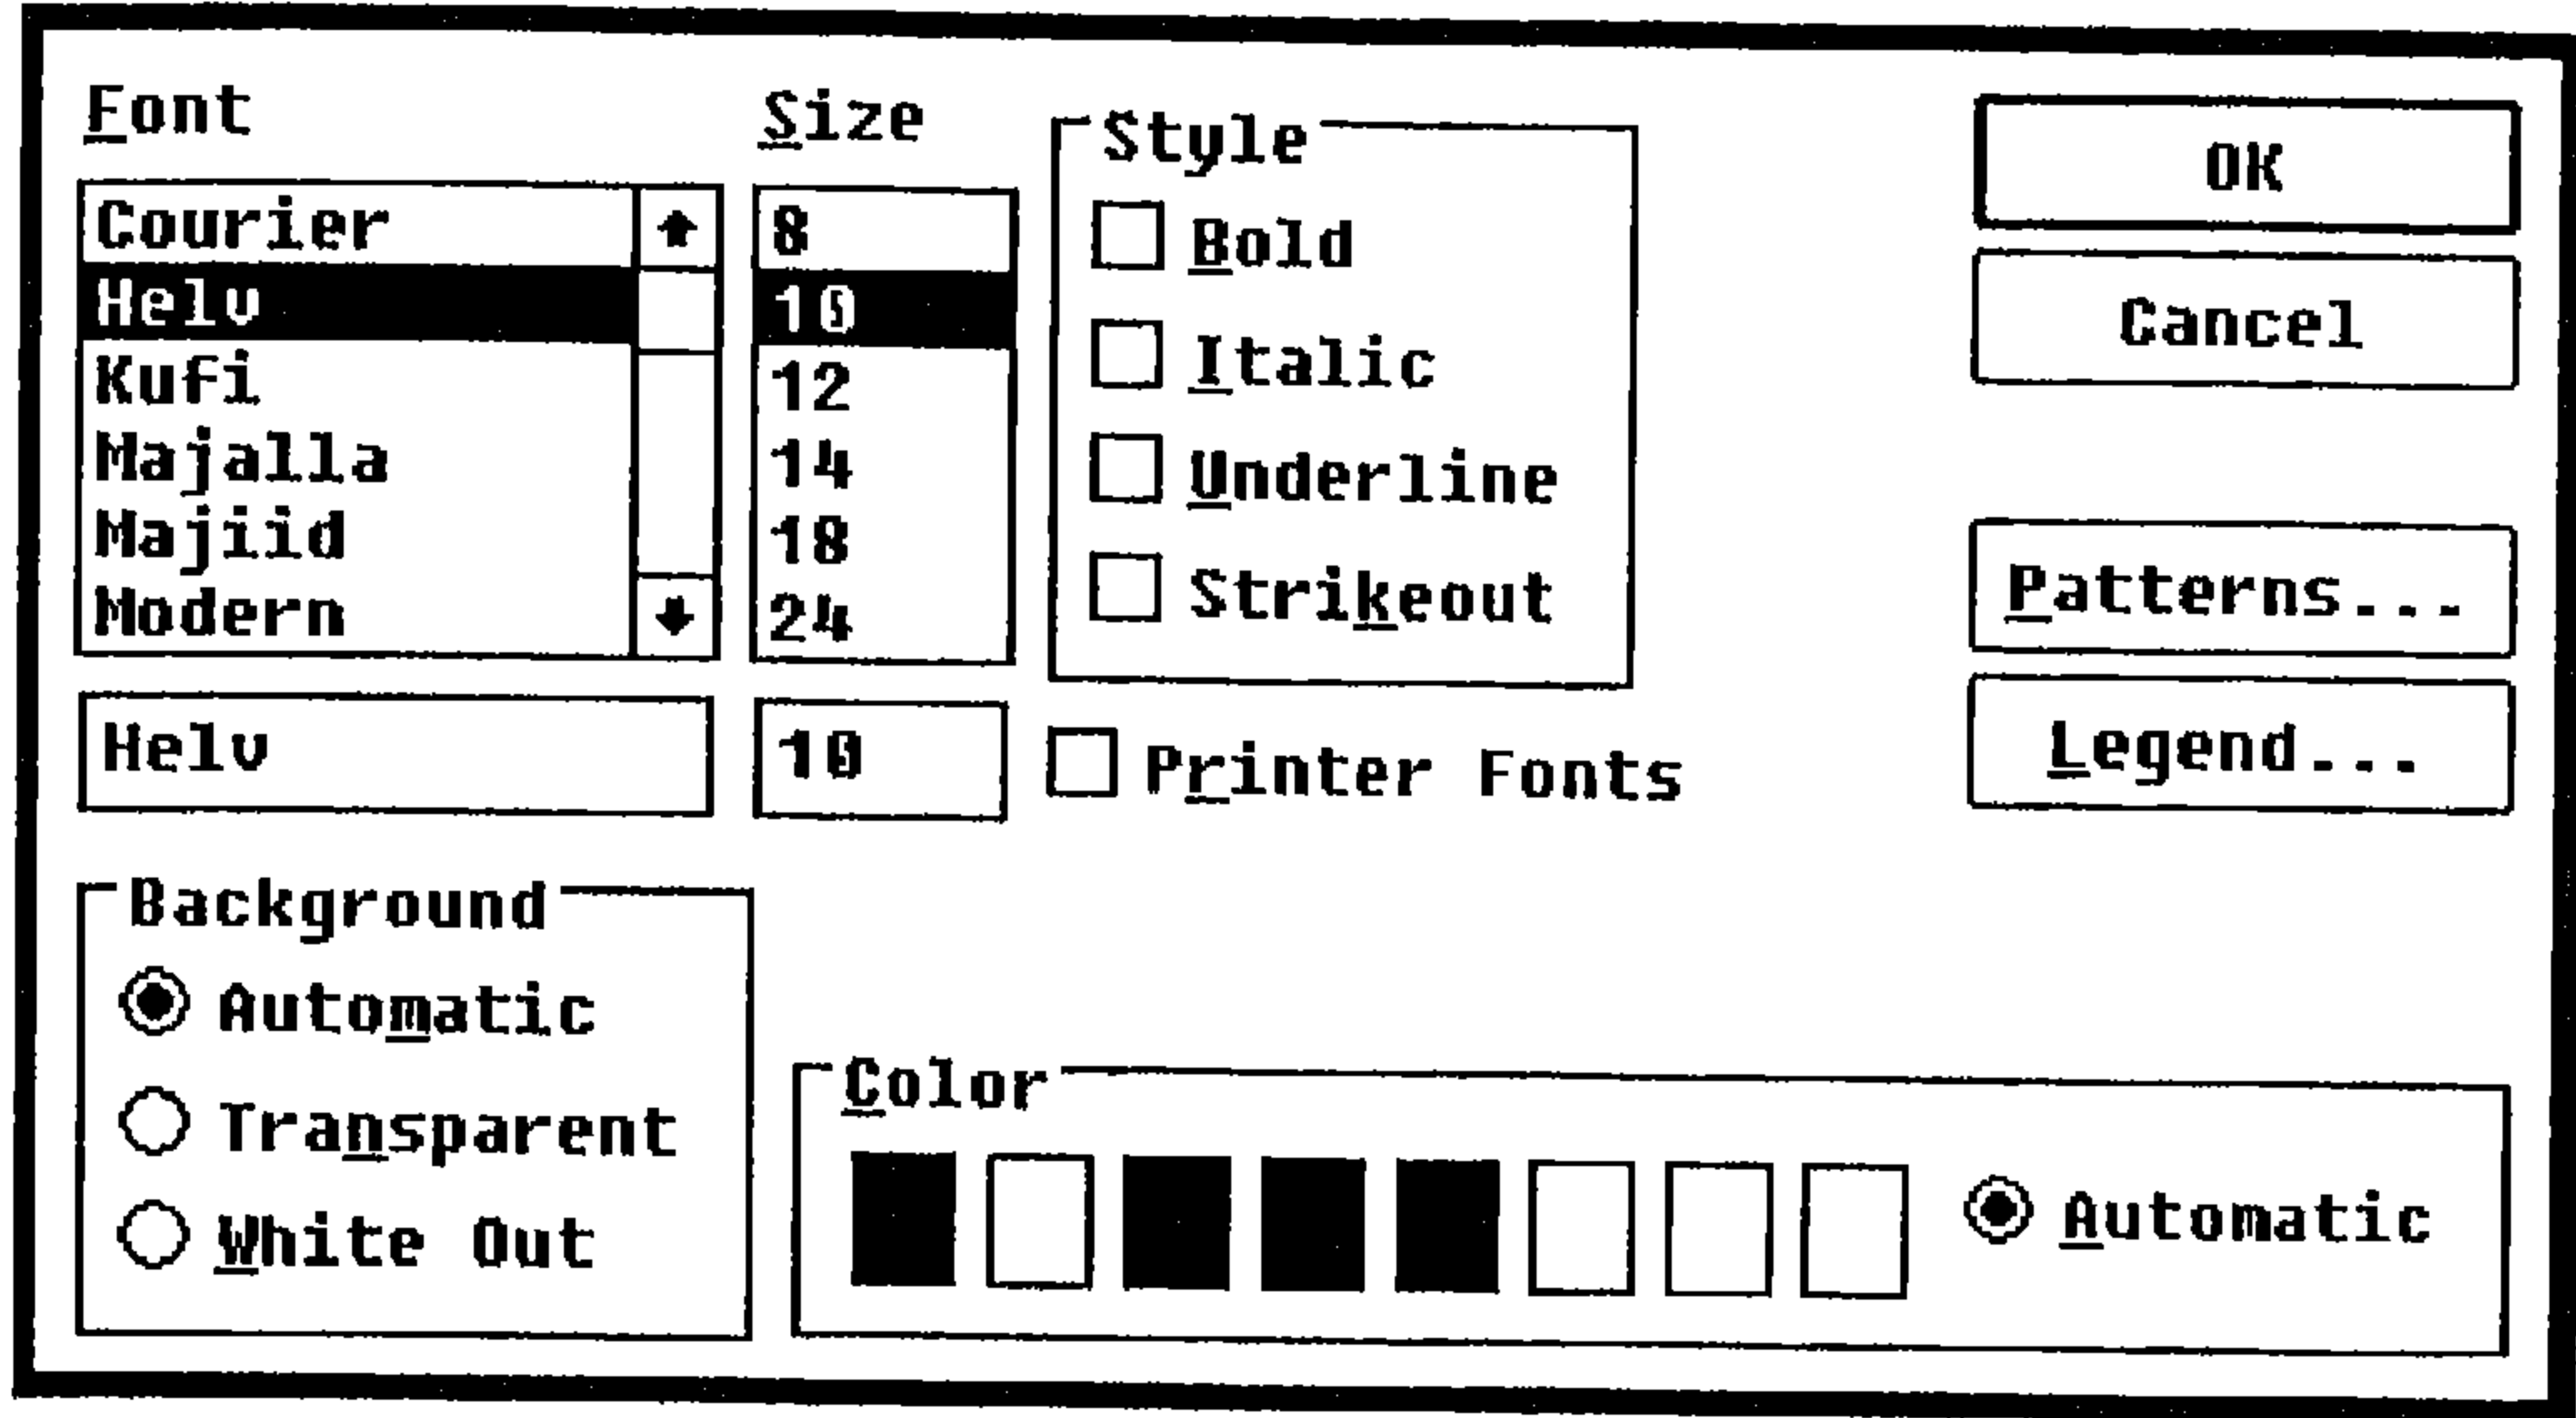 Font
Courier
Helv
Kufi
Majalla
Majiid
Modern
Helv
Size
8
10
12
14
18
24
10
Style
Bold
Italic
Underline
Strikeout
Printer Fonts
OK
Cancel
Patterns...
Legend...
Background
Automatic
Transparent
White Out
Color
Automatic